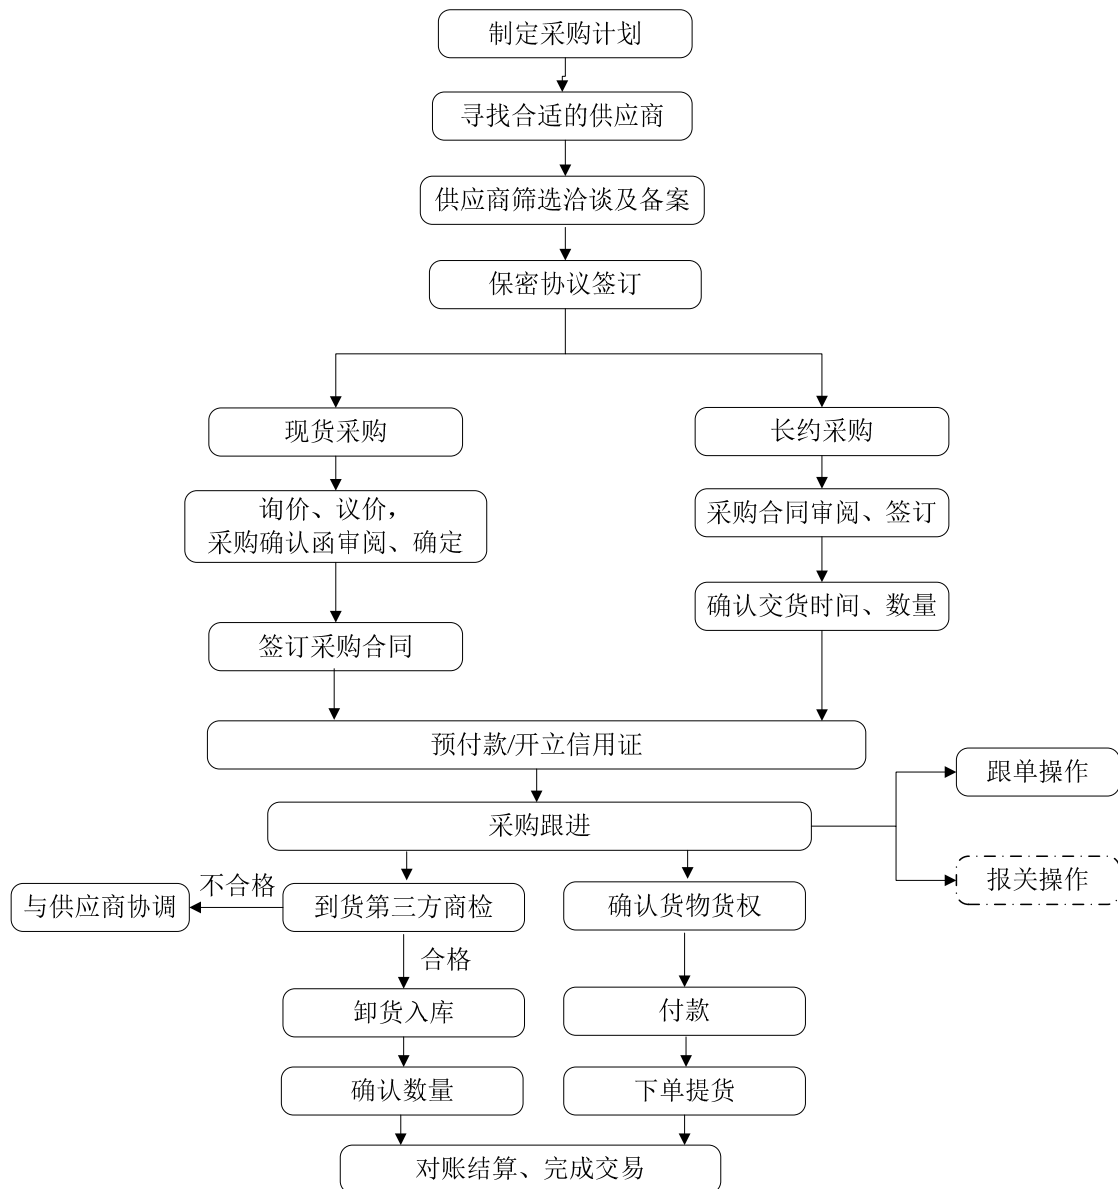 制定采购计划
寻找合适的供应商
供应商筛选洽谈及备案
保密协议签订
现货采购
长约采购
询价、议价，
采购确认函审阅、确定
采购合同审阅、签订
确认交货时间、数量
签订采购合同
预付款/开立信用证
跟单操作
采购跟进
报关操作
不合格
与供应商协调
到货第三方商检
确认货物货权
合格
卸货入库
付款
确认数量
下单提货
对账结算、完成交易